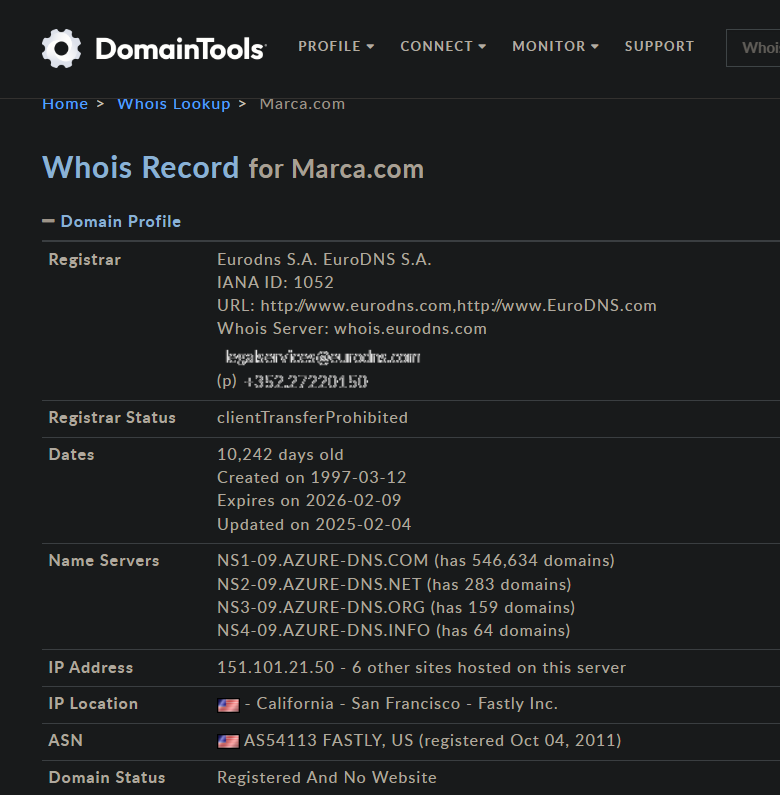 DomainTools PROFILE CONNECT MONITOR SUPPORT Whoi
Home > Whois Lookup > Marca.com
Whois Record for Marca.com
Domain Profile
Registrar Eurodns S.A. EuroDNS S.A.
IANA ID: 1052
URL: http://www.eurodns.com,http://www.EuroDNS.com
Whois Server: whois.eurodns.com
legalservices@eurodns.com
(p) +352.27220150
Registrar Status clientTransferProhibited
Dates 10,242 days old
Created on 1997-03-12
Expires on 2026-02-09
Updated on 2025-02-04
Name Servers NS1-09.AZURE-DNS.COM (has 546,634 domains)
NS2-09.AZURE-DNS.NET (has 283 domains)
NS3-09.AZURE-DNS.ORG (has 159 domains)
NS4-09.AZURE-DNS.INFO (has 64 domains)
IP Address 151.101.21.50 - 6 other sites hosted on this server
IP Location - California - San Francisco - Fastly Inc.
ASN AS54113 FASTLY, US (registered Oct 04, 2011)
Domain Status Registered And No Website